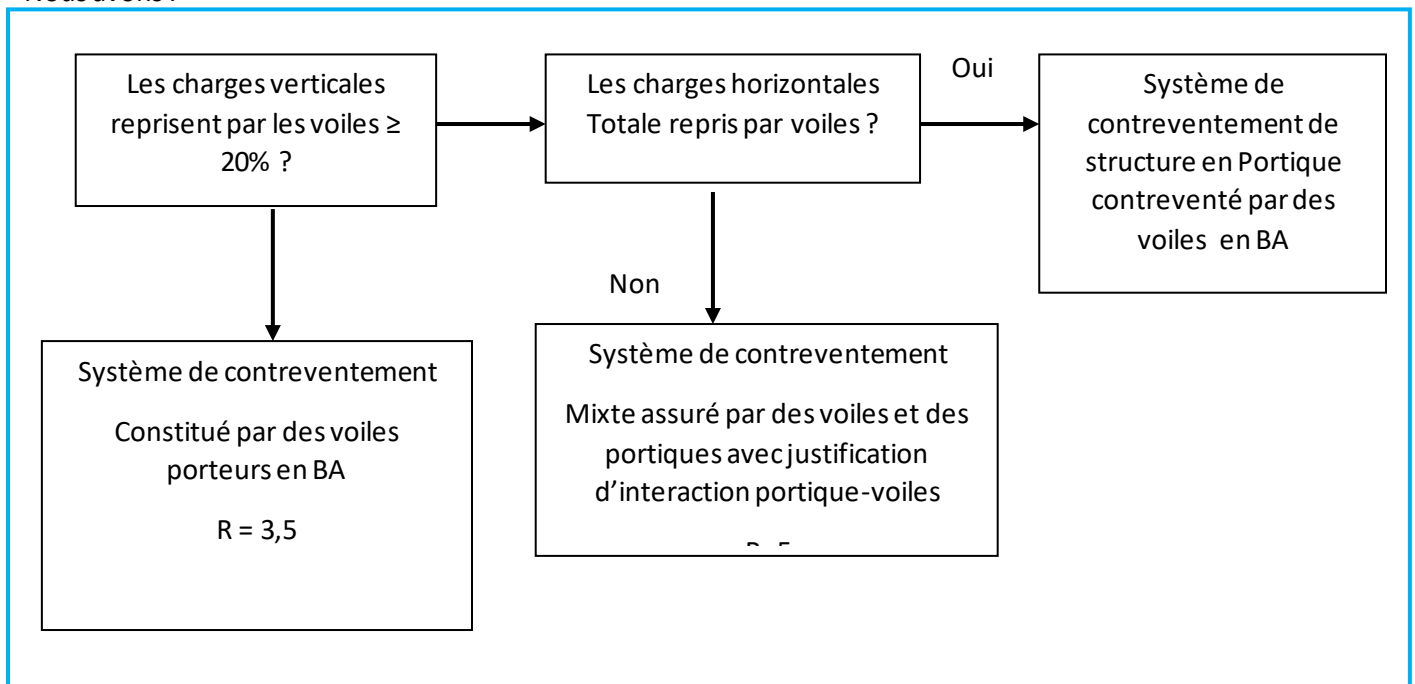 Les charges verticales
reprisent par les voiles ≥
20% ?
Les charges horizontales
Totale repris par voiles ?
Oui
Système de
contreventement de
structure en Portique
contreventé par des
voiles en BA
Non
Système de contreventement
Constitué par des voiles
porteurs en BA
R = 3,5
Système de contreventement
Mixte assuré par des voiles et des
portiques avec justification
d’interaction portique-voiles